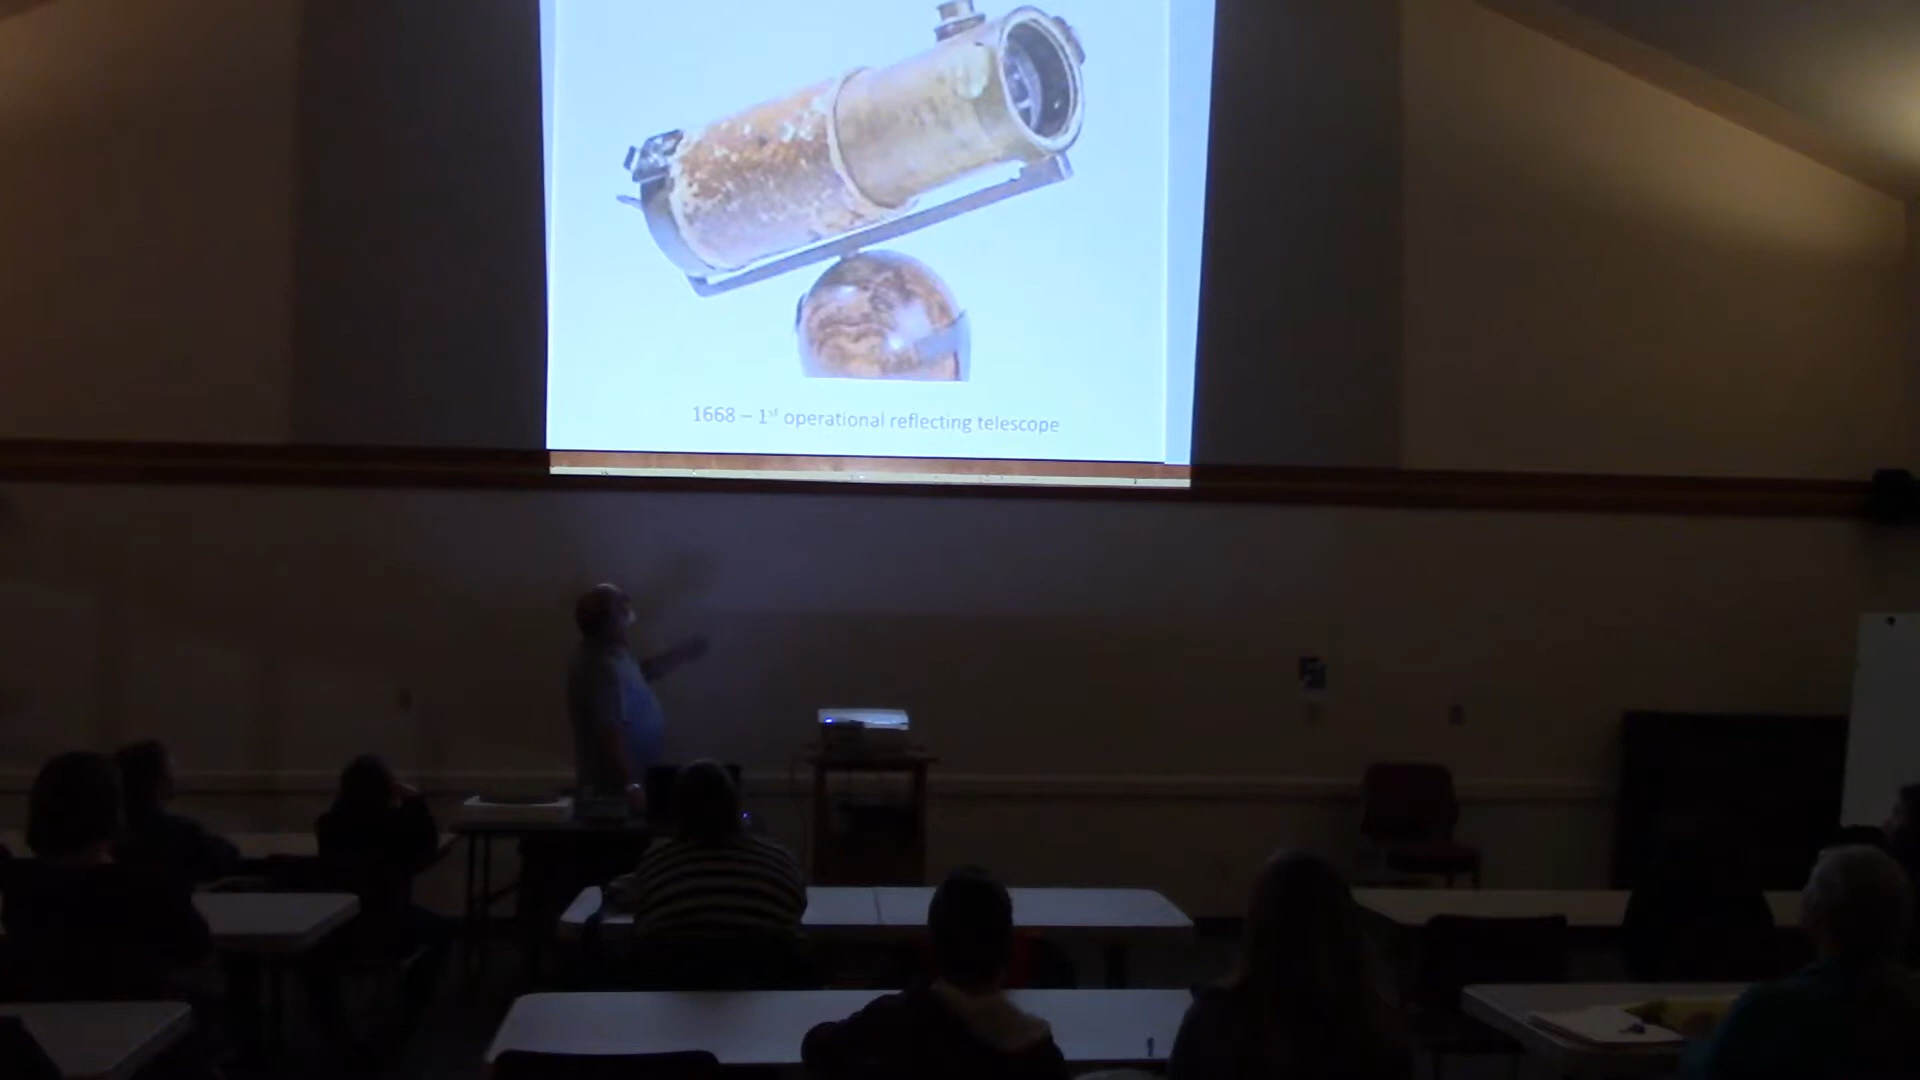 1668 – 1st operational reflecting telescope